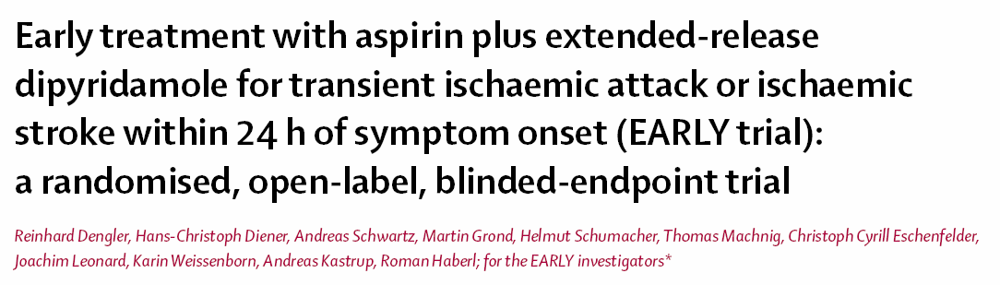 Early treatment with aspirin plus extended-release
dipyridamole for transient ischaemic attack or ischaemic
stroke within 24 h of symptom onset (EARLY trial):
a randomised, open-label, blinded-endpoint trial
Reinhard Dengler, Hans-Christoph Diener, Andreas Schwartz, Martin Grond, Helmut Schumacher, Thomas Machnig, Christoph Cyrill Eschenfelder,
Joachim Leonard, Karin Weissenborn, Andreas Kastrup, Roman Haberl; for the EARLY investigators*